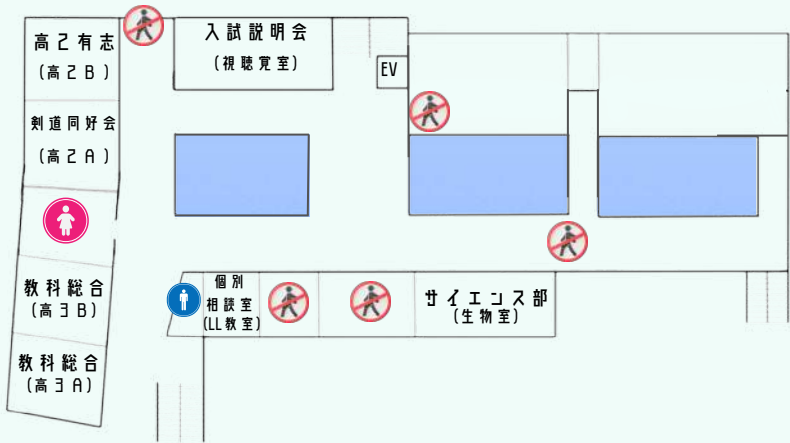 高2有志
(高2B)
入試説明会
(視聴覚室)
EV
剣道同好会
(高2A)
教科総合
(高3B)
個別
相談室
(LL教室)
サイエンス部
(生物室)
教科総合
(高3A)